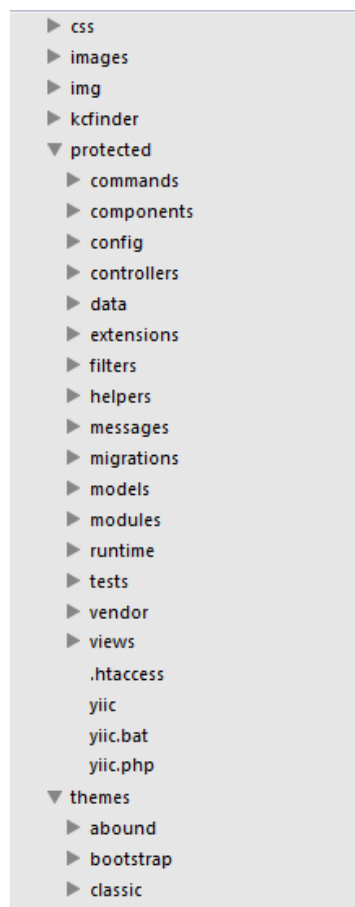 css
images
img
kcfinder
protected
commands
components
config
controllers
data
extensions
filters
helpers
messages
migrations
models
modules
runtime
tests
vendor
views
.htaccess
yiic
yiic.bat
yiic.php
themes
abound
bootstrap
classic